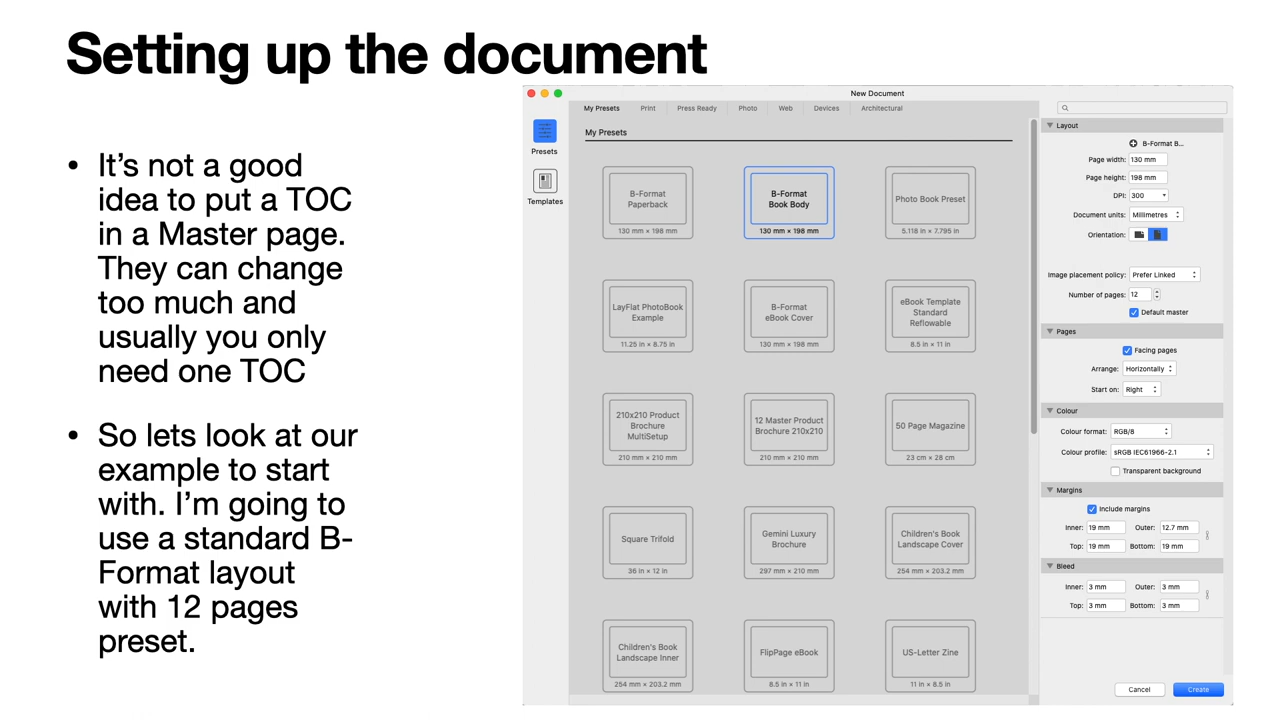 Setting up the document
• It’s not a good
idea to put a TOC
in a Master page.
They can change
too much and
usually you only
need one TOC
• So lets look at our
example to start
with. I’m going to
use a standard B-
Format layout
with 12 pages
preset.
New Document
My Presets Print Press Ready Photo Web Devices Architectural
Presets
Templates
My Presets
B-Format
Paperback
130 mm × 198 mm
B-Format
Book Body
130 mm × 198 mm
Photo Book Preset
5.118 in × 7.795 in
LayFlat PhotoBook
Example
11.25 in × 8.75 in
B-Format
eBook Cover
130 mm × 198 mm
eBook Template
Standard
Reflowable
8.5 in × 11 in
210x210 Product
Brochure
MultiSetup
210 mm × 210 mm
12 Master Product
Brochure 210x210
210 mm × 210 mm
50 Page Magazine
23 cm × 28 cm
Square Trifold
36 in × 12 in
Gemini Luxury
Brochure
297 mm × 210 mm
Children's Book
Landscape Cover
254 mm × 203.2 mm
Children's Book
Landscape Inner
254 mm × 203.2 mm
FlipPage eBook
8.5 in × 11 in
US-Letter Zine
11 in × 8.5 in
Layout
B-Format B...
Page width: 130 mm
Page height: 198 mm
DPI: 300
Document units: Millimetres
Orientation:
Image placement policy: Prefer Linked
Number of pages: 12
Default master
Pages
Facing pages
Arrange: Horizontally
Start on: Right
Colour
Colour format: RGB/8
Colour profile: sRGB IEC61966-2.1
Transparent background
Margins
Include margins
Inner: 19 mm Outer: 12.7 mm
Top: 19 mm Bottom: 19 mm
Bleed
Inner: 3 mm Outer: 3 mm
Top: 3 mm Bottom: 3 mm
Cancel Create